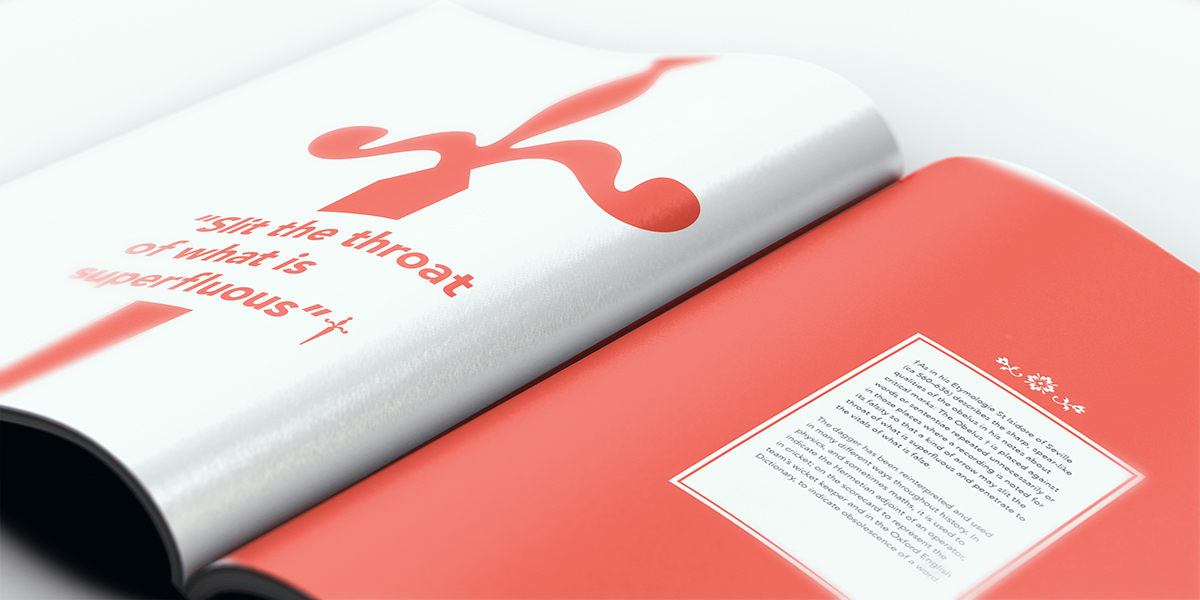 "Slit the throat
of what is
superfluous"†
†As in his Etymologie St Isidore of Seville
(ca 560-636) describes the sharp, spear-like
qualities of the obelus in his notes about
critical marks: The Obelus † is placed against
words or sententiae repeated unnecessarily or
in those places where a recording is noted for
its falsity so that a kind of arrow may slit the
throat of what is superfluous and penetrate to
the vitals of what is false.
The dagger has been reinterpreted and used
in many different ways throughout history. In
physics, and sometimes maths, it is used to
indicate the Hermetian adjoint of an operator,
in cricket; on the scorecard to represent the
team's wicket keeper and in the Oxford English
Dictionary, to indicate obsolescence of a word.